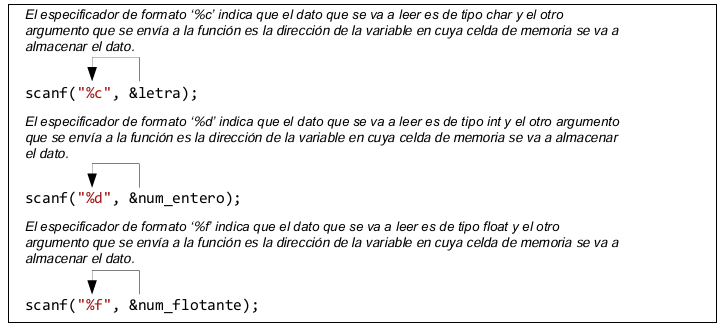 El especificador de formato ‘%c’ indica que el dato que se va a leer es de tipo char y el otro
argumento que se envía a la función es la dirección de la variable en cuya celda de memoria se va a
almacenar el dato.
scanf("%c", &letra);
El especificador de formato ‘%d’ indica que el dato que se va a leer es de tipo int y el otro argumento
que se envía a la función es la dirección de la variable en cuya celda de memoria se va a almacenar
el dato.
scanf("%d", &num_entero);
El especificador de formato ‘%f’ indica que el dato que se va a leer es de tipo float y el otro
argumento que se envía a la función es la dirección de la variable en cuya celda de memoria se va a
almacenar el dato.
scanf("%f", &num_flotante);